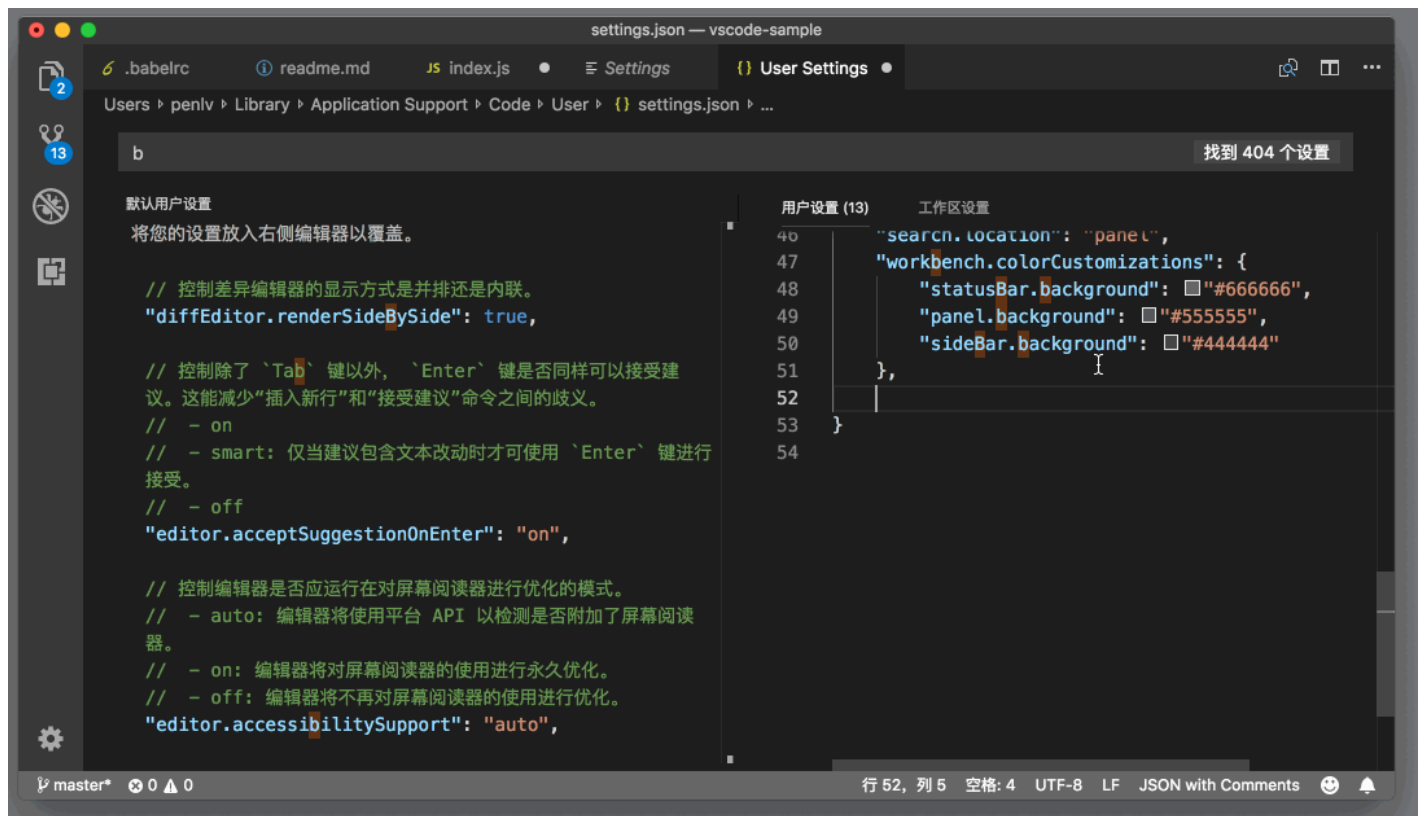 settings.json — vscode-sample
.babelrc
readme.md
JS index.js
Settings
{} User Settings
Users ▸ penlv ▸ Library ▸ Application Support ▸ Code ▸ User ▸ {} settings.json ▸ ...
2
13
b
找到 404 个设置
默认用户设置
将您的设置放入右侧编辑器以覆盖。
// 控制差异编辑器的显示方式是并排还是内联。
"diffEditor.renderSideBySide": true,
// 控制除了 `Tab` 键以外， `Enter` 键是否同样可以接受建
议。这能减少“插入新行”和“接受建议”命令之间的歧义。
//  - on
//  - smart: 仅当建议包含文本改动时才可使用 `Enter` 键进行
接受。
//  - off
"editor.acceptSuggestionOnEnter": "on",
// 控制编辑器是否应运行在对屏幕阅读器进行优化的模式。
//  - auto: 编辑器将使用平台 API 以检测是否附加了屏幕阅读
器。
//  - on: 编辑器将对屏幕阅读器的使用进行永久优化。
//  - off: 编辑器将不再对屏幕阅读器的使用进行优化。
"editor.accessibilitySupport": "auto",
用户设置 (13)
工作区设置
46 "search.location": "panel",
47 "workbench.colorCustomizations": {
48 "statusBar.background": "#666666",
49 "panel.background": "#555555",
50 "sideBar.background": "#444444"
51 },
52
53 }
54
master*
0
0
行 52，列 5
空格: 4
UTF-8
LF
JSON with Comments